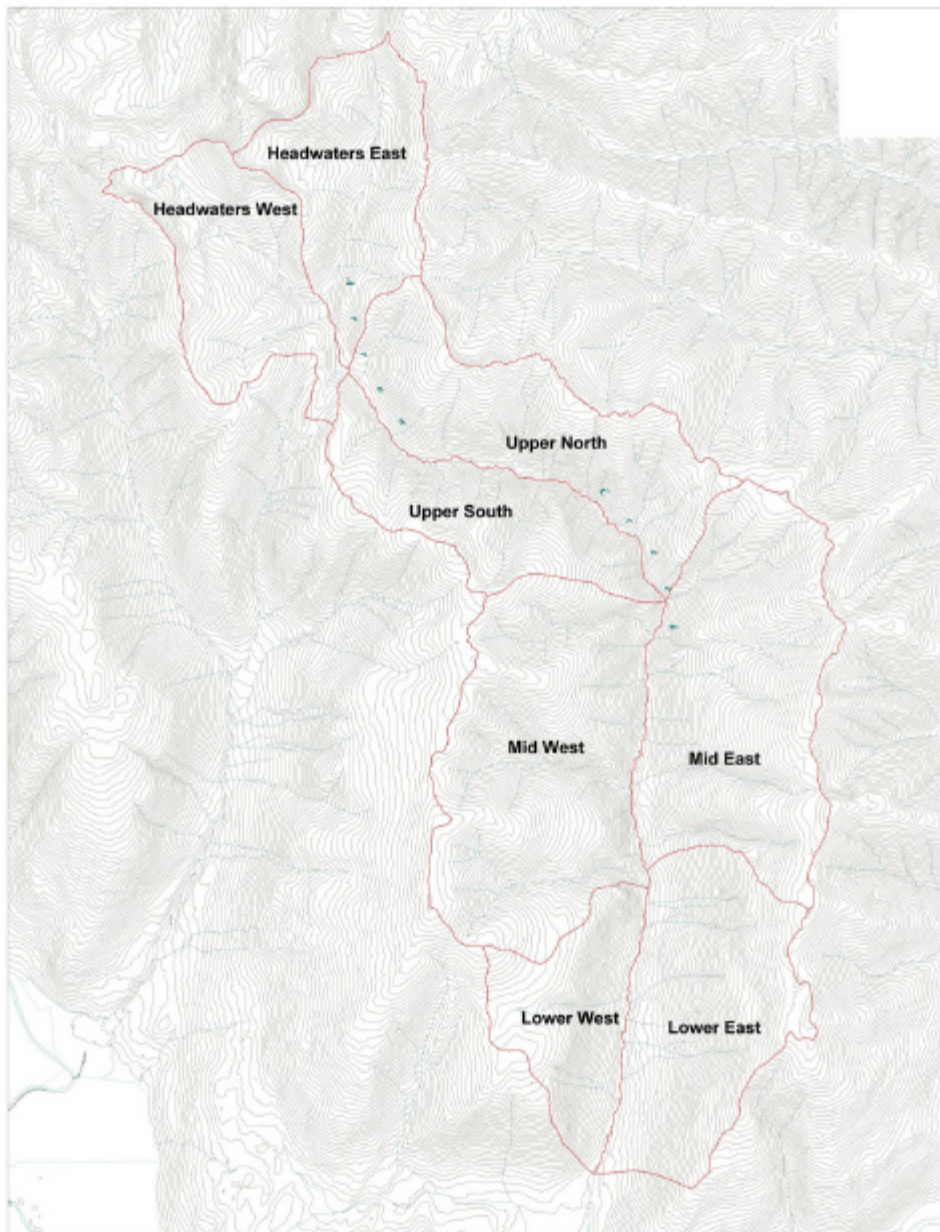 Headwaters East
Headwaters West
Upper North
Upper South
Mid West
Mid East
Lower West
Lower East